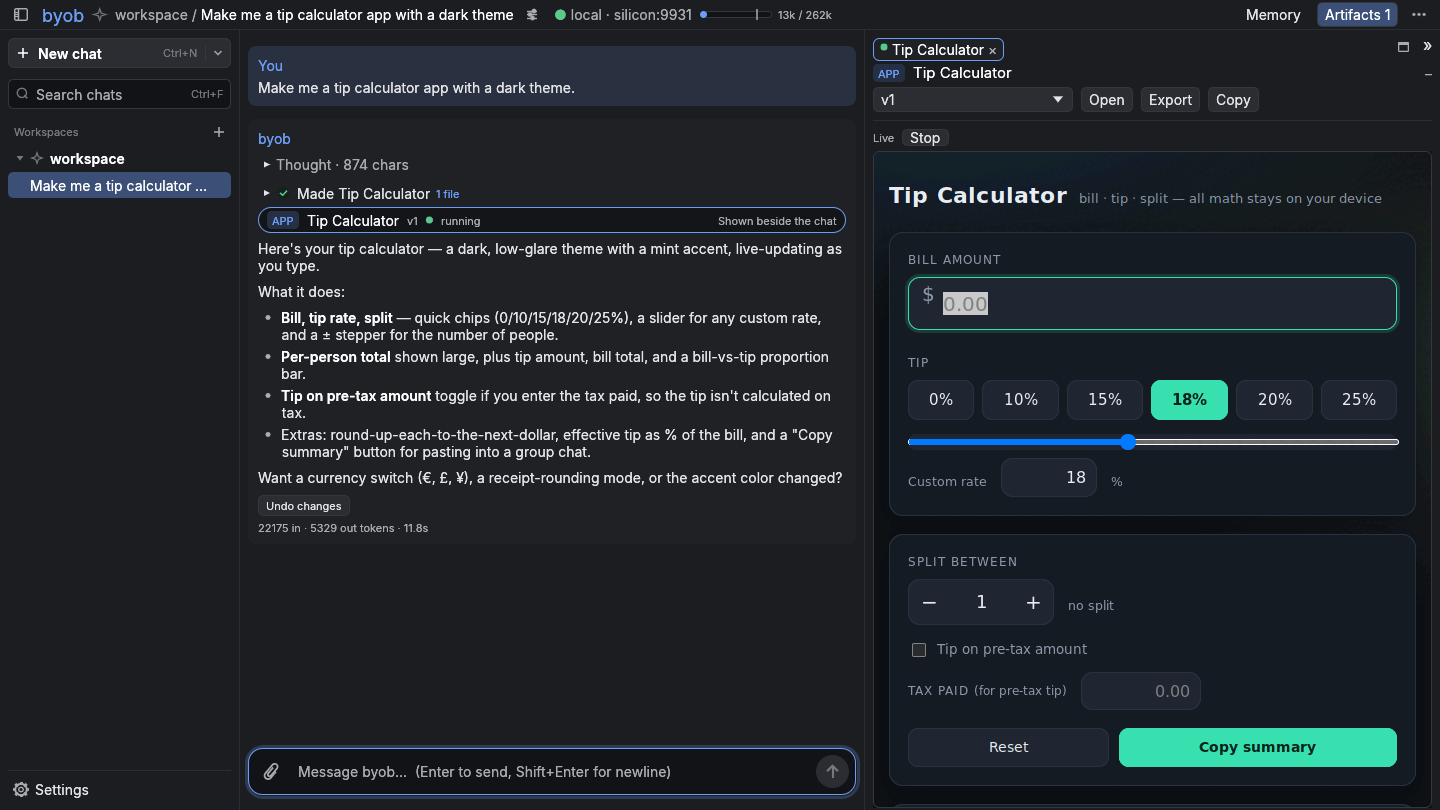 byob workspace / Make me a tip calculator app with a dark theme local · silicon:9931 13k / 262k Memory Artifacts 1
New chat Ctrl+N
Search chats Ctrl+F
Workspaces
workspace
Make me a tip calculator ...
Settings
You
Make me a tip calculator app with a dark theme.
byob
Thought · 874 chars
Made Tip Calculator 1 file
APP Tip Calculator v1 running Shown beside the chat
Here's your tip calculator — a dark, low-glare theme with a mint accent, live-updating as
you type.
What it does:
• Bill, tip rate, split — quick chips (0/10/15/18/20/25%), a slider for any custom rate,
and a ± stepper for the number of people.
• Per-person total shown large, plus tip amount, bill total, and a bill-vs-tip proportion
bar.
• Tip on pre-tax amount toggle if you enter the tax paid, so the tip isn't calculated on
tax.
• Extras: round-up-each-to-the-next-dollar, effective tip as % of the bill, and a "Copy
summary" button for pasting into a group chat.
Want a currency switch (€, £, ¥), a receipt-rounding mode, or the accent color changed?
Undo changes
22175 in · 5329 out tokens · 11.8s
Message byob... (Enter to send, Shift+Enter for newline)
Tip Calculator ×
APP Tip Calculator
v1 Open Export Copy
Live Stop
Tip Calculator bill · tip · split — all math stays on your device
BILL AMOUNT
$ 0.00
TIP
0% 10% 15% 18% 20% 25%
Custom rate 18 %
SPLIT BETWEEN
− 1 + no split
Tip on pre-tax amount
TAX PAID (for pre-tax tip) 0.00
Reset Copy summary